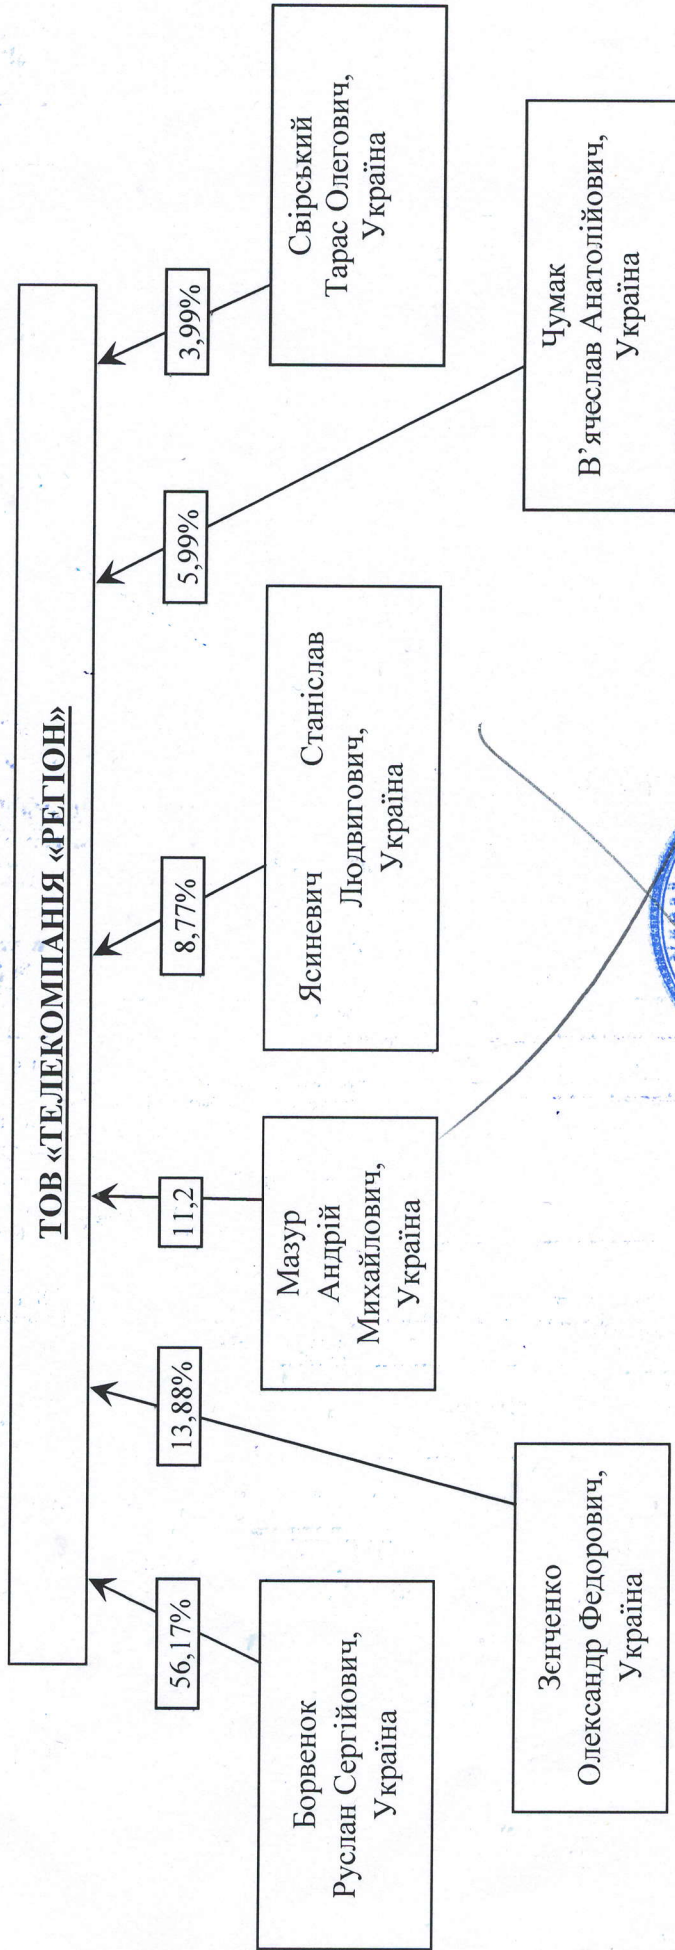 ТОВ «ТЕЛЕКОМПАНІЯ «РЕГІОН»
56,17%
13,88%
11,2
8,77%
5,99%
3,99%
Борвенок
Руслан Сергійович,
Україна
Мазур
Андрій
Михайлович,
Україна
Ясиневич Станіслав
Людвигович,
Україна
Свірський
Тарас Олегович,
Україна
Зєнченко
Олександр Федорович,
Україна
Чумак
В’ячеслав Анатолійович,
Україна